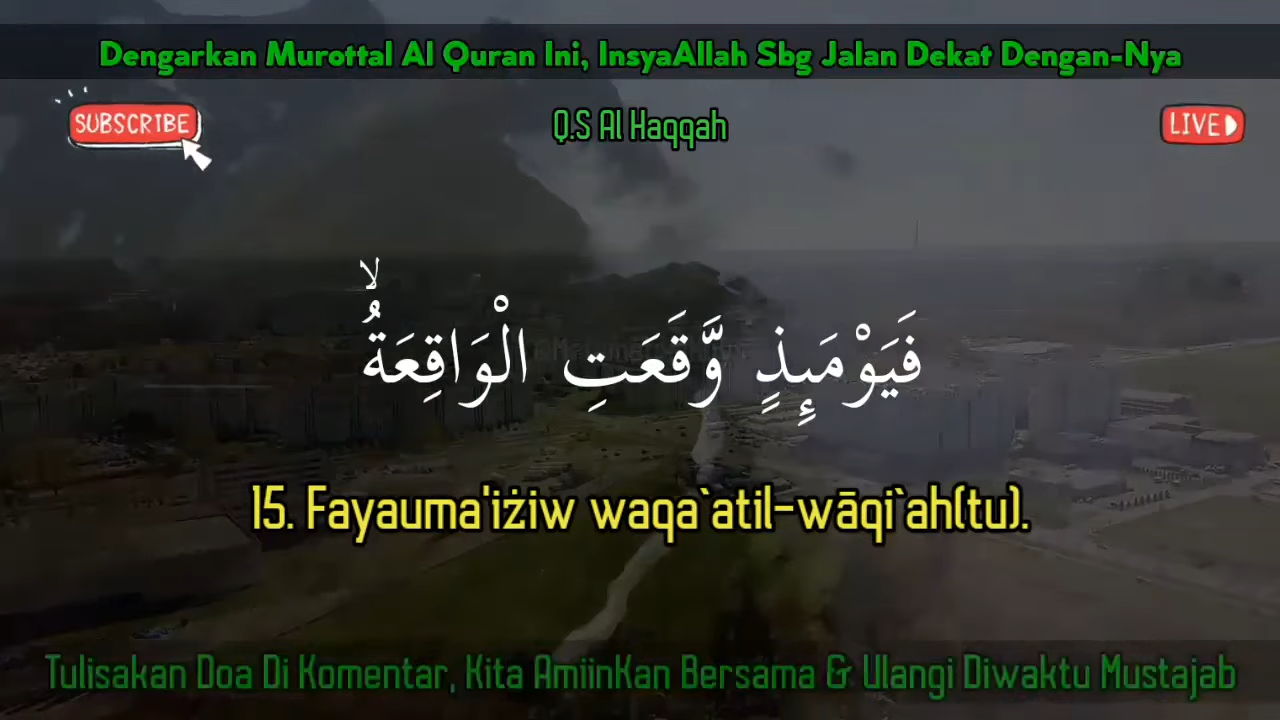 Dengarkan Murottal Al Quran Ini, InsyaAllah Sbg Jalan Dekat Dengan-Nya
SUBSCRIBE
Q.S Al Haqqah
LIVE
فَيَوْمَىِٕذٍ وَّقَعَتِ الْوَاقِعَةُۙ
15. Fayauma'iżiw waqa`atil-wāqi`ah(tu).
Tulisakan Doa Di Komentar, Kita AmiinKan Bersama & Ulangi Diwaktu Mustajab